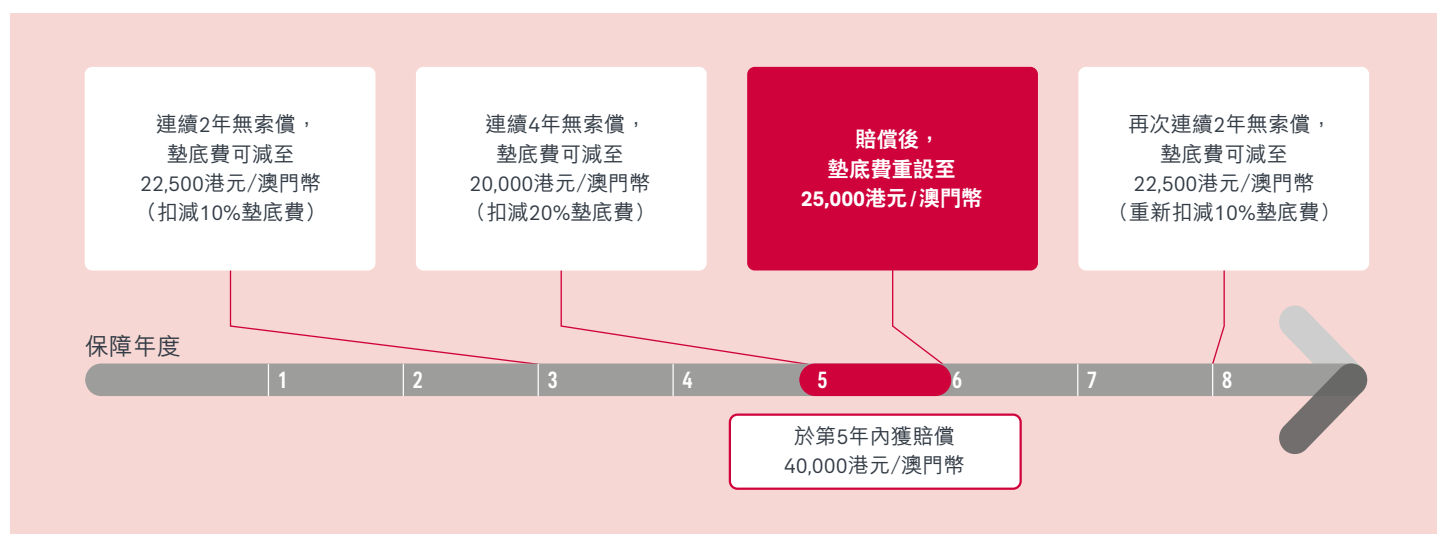 連續2年無索償，
墊底費可減至
22,500港元/澳門幣
（扣減10%墊底費）
連續4年無索償，
墊底費可減至
20,000港元/澳門幣
（扣減20%墊底費）
賠償後，
墊底費重設至
25,000港元/澳門幣
再次連續2年無索償，
墊底費可減至
22,500港元/澳門幣
（重新扣減10%墊底費）
保障年度
1 2 3 4 5 6 7 8
於第5年內獲賠償
40,000港元/澳門幣